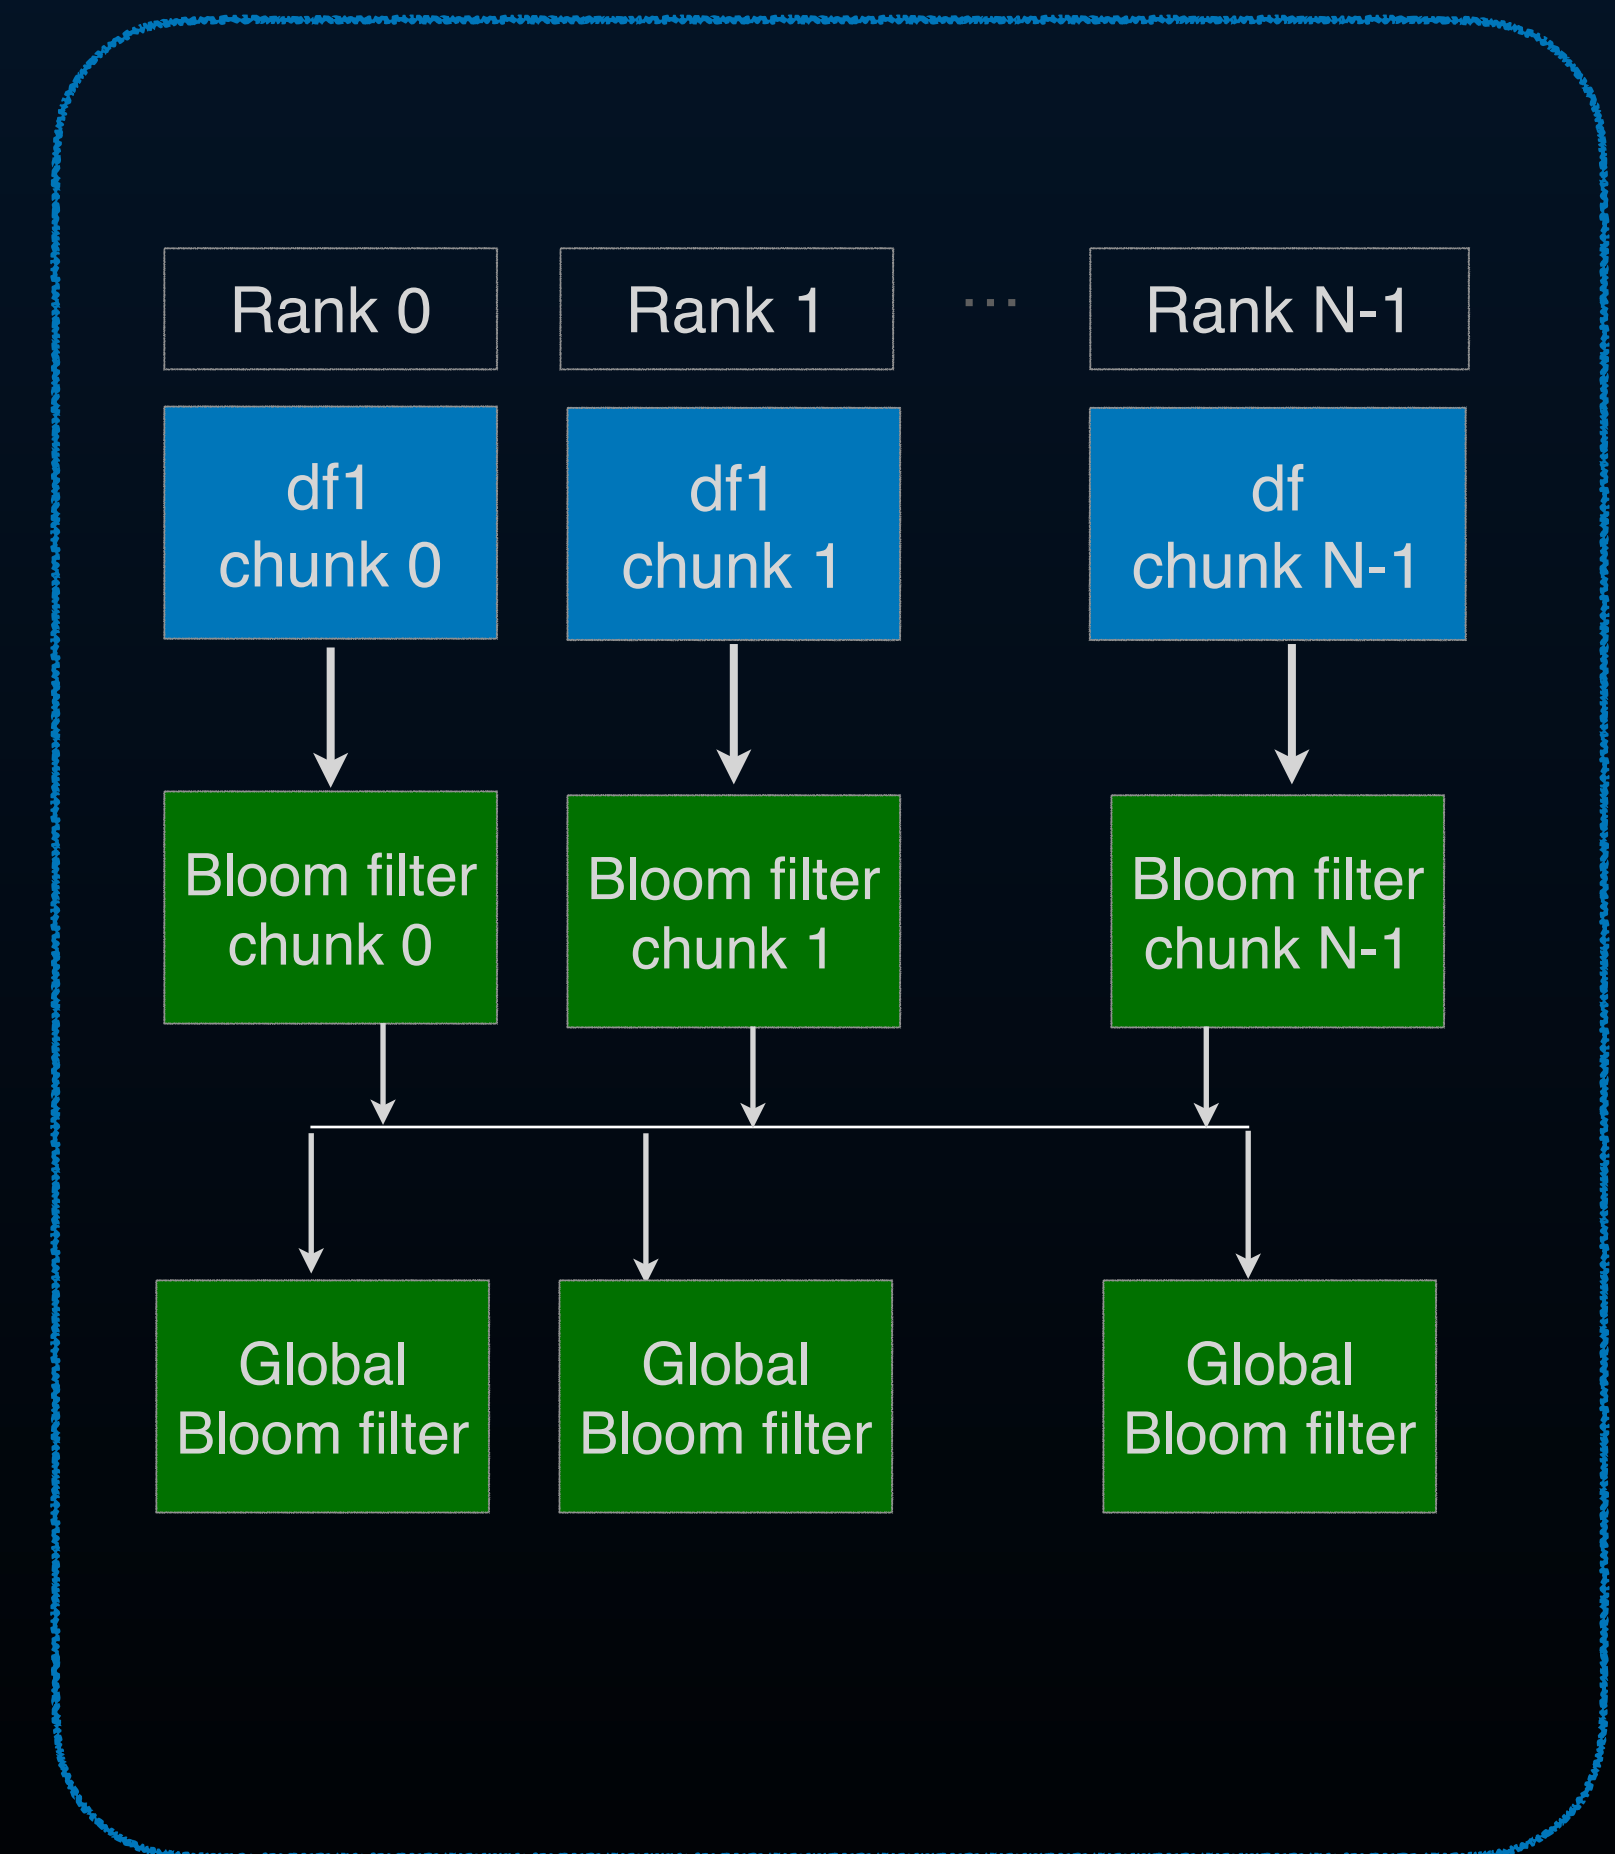 Rank 0
Rank 1
...
Rank N-1
df1
chunk 0
df1
chunk 1
df
chunk N-1
Bloom filter
chunk 0
Bloom filter
chunk 1
Bloom filter
chunk N-1
Global
Bloom filter
Global
Bloom filter
Global
Bloom filter